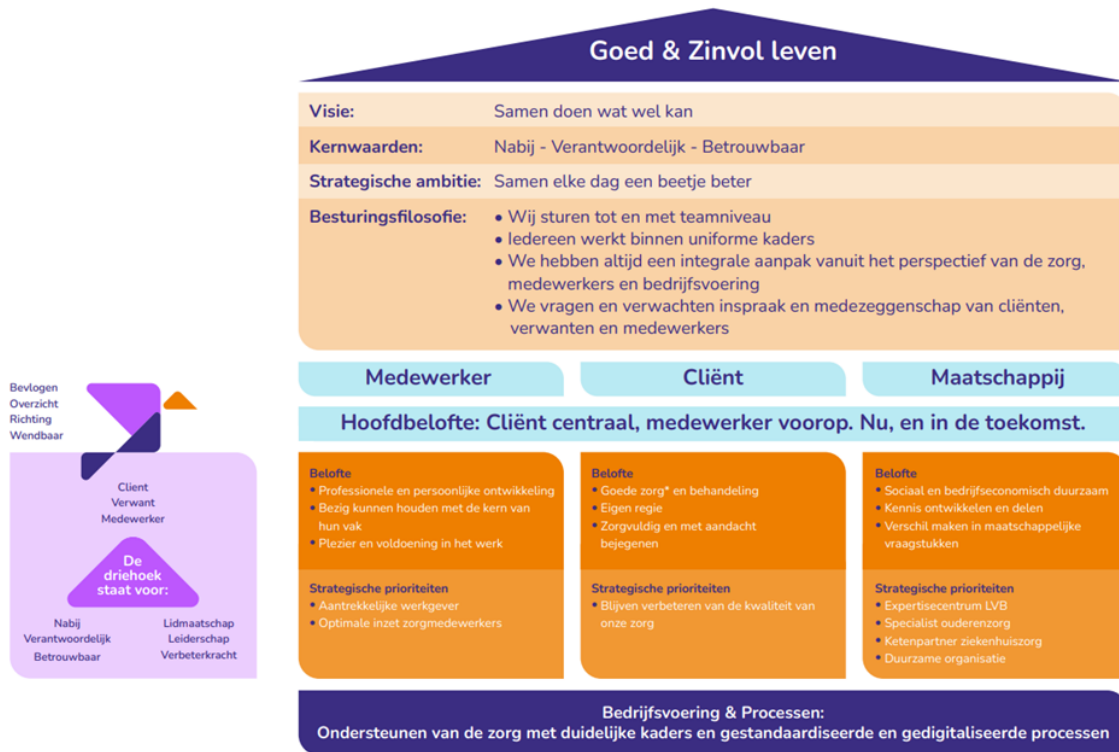 Goed & Zinvol leven
Visie: Samen doen wat wel kan
Kernwaarden: Nabij - Verantwoordelijk - Betrouwbaar
Strategische ambitie: Samen elke dag een beetje beter
Besturingsfilosofie: • Wij sturen tot en met teamniveau
• Iedereen werkt binnen uniforme kaders
• We hebben altijd een integrale aanpak vanuit het perspectief van de zorg,
medewerkers en bedrijfsvoering
• We vragen en verwachten inspraak en medezeggenschap van cliënten,
verwanten en medewerkers
Bevlogen
Overzicht
Richting
Wendbaar
Client
Verwant
Medewerker
De
driehoek
staat voor:
Nabij
Verantwoordelijk
Betrouwbaar
Lidmaatschap
Leiderschap
Verbeterkracht
Medewerker
Cliënt
Maatschappij
Hoofdbelofte: Cliënt centraal, medewerker voorop. Nu, en in de toekomst.
Belofte
• Professionele en persoonlijke ontwikkeling
• Bezig kunnen houden met de kern van
hun vak
• Plezier en voldoening in het werk
Strategische prioriteiten
• Aantrekkelijke werkgever
• Optimale inzet zorgmedewerkers
Belofte
• Goede zorg* en behandeling
• Eigen regie
• Zorgvuldig en met aandacht
bejegenen
Strategische prioriteiten
• Blijven verbeteren van de kwaliteit van
onze zorg
Belofte
• Sociaal en bedrijfseconomisch duurzaam
• Kennis ontwikkelen en delen
• Verschil maken in maatschappelijke
vraagstukken
Strategische prioriteiten
• Expertisecentrum LVB
• Specialist ouderenzorg
• Ketenpartner ziekenhuiszorg
• Duurzame organisatie
Bedrijfsvoering & Processen:
Ondersteunen van de zorg met duidelijke kaders en gestandaardiseerde en gedigitaliseerde processen